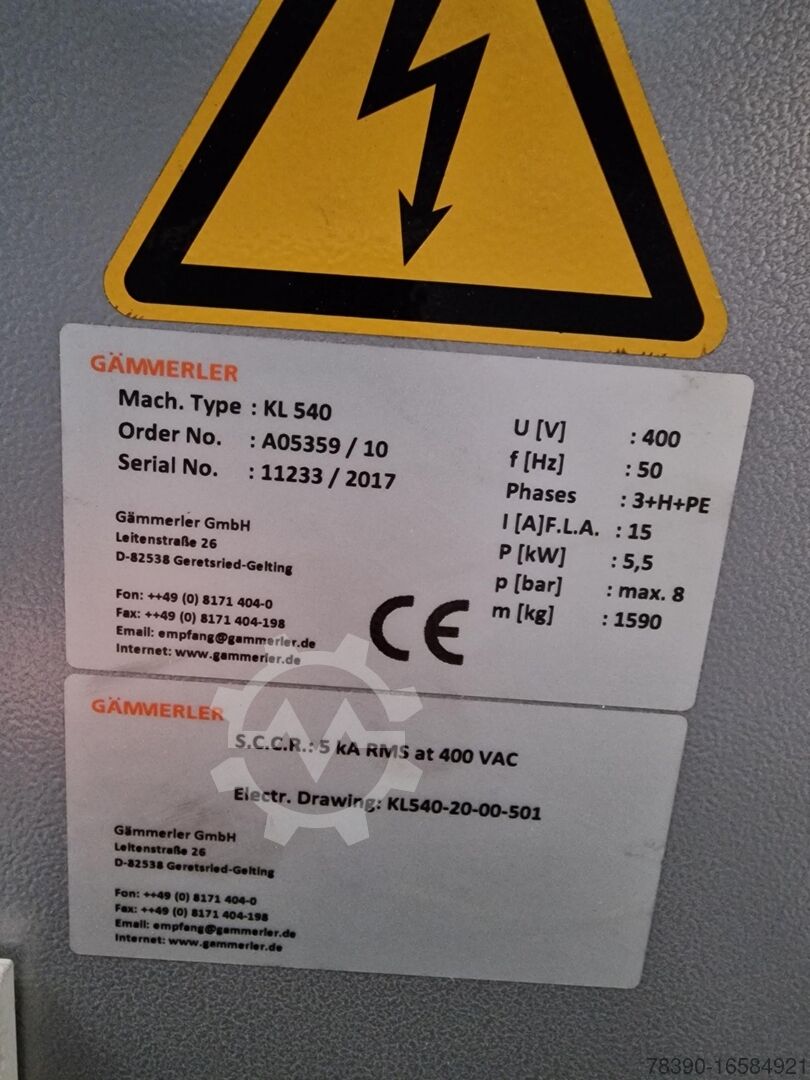 GÄMMERLER
Mach. Type : KL 540
Order No. : A05359 / 10
Serial No. : 11233 / 2017
Gämmerler GmbH
Leitenstraße 26
D-82538 Geretsried-Gelting
Fon: ++49 (0) 8171 404-0
Fax: ++49 (0) 8171 404-198
Email: empfang@gammerler.de
Internet: www.gammerler.de
CE
U [V] : 400
f [Hz] : 50
Phases : 3+H+PE
I [A]F.L.A. : 15
P [kW] : 5,5
p [bar] : max. 8
m [kg] : 1590
GÄMMERLER
S.C.C.R.: 5 kA RMS at 400 VAC
Electr. Drawing: KL540-20-00-501
Gämmerler GmbH
Leitenstraße 26
D-82538 Geretsried-Gelting
Fon: ++49 (0) 8171 404-0
Fax: ++49 (0) 8171 404-198
Email: empfang@gammerler.de
Internet: www.gammerler.de
78390-16584921